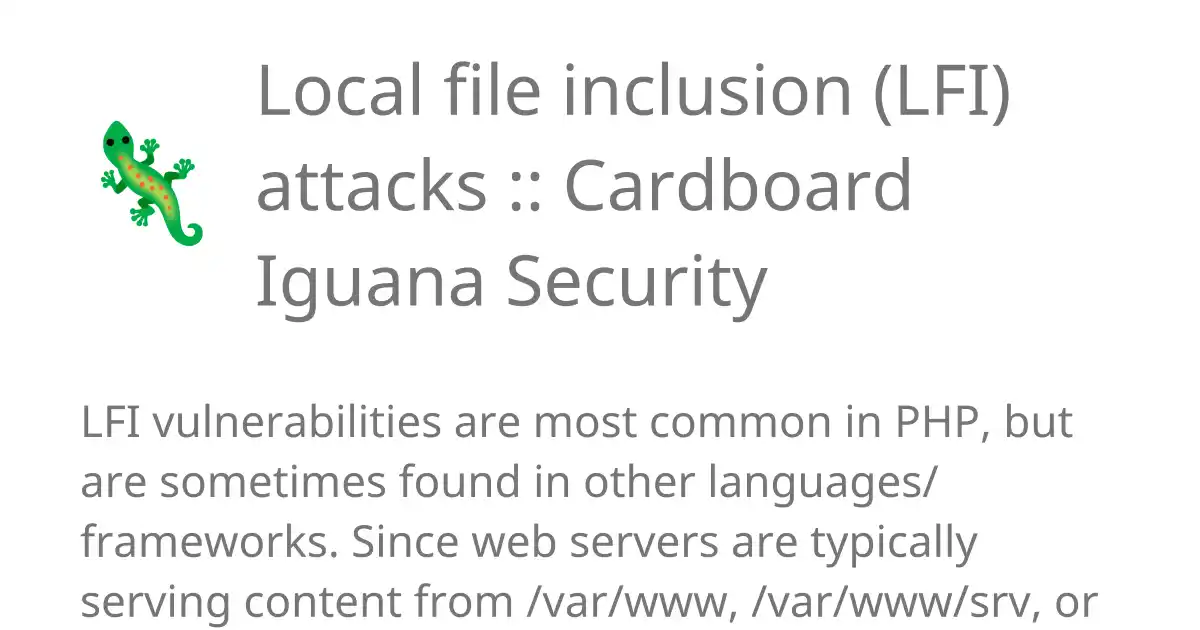 Local file inclusion (LFI)
attacks :: Cardboard
Iguana Security
LFI vulnerabilities are most common in PHP, but
are sometimes found in other languages/
frameworks. Since web servers are typically
serving content from /var/www, /var/www/srv, or